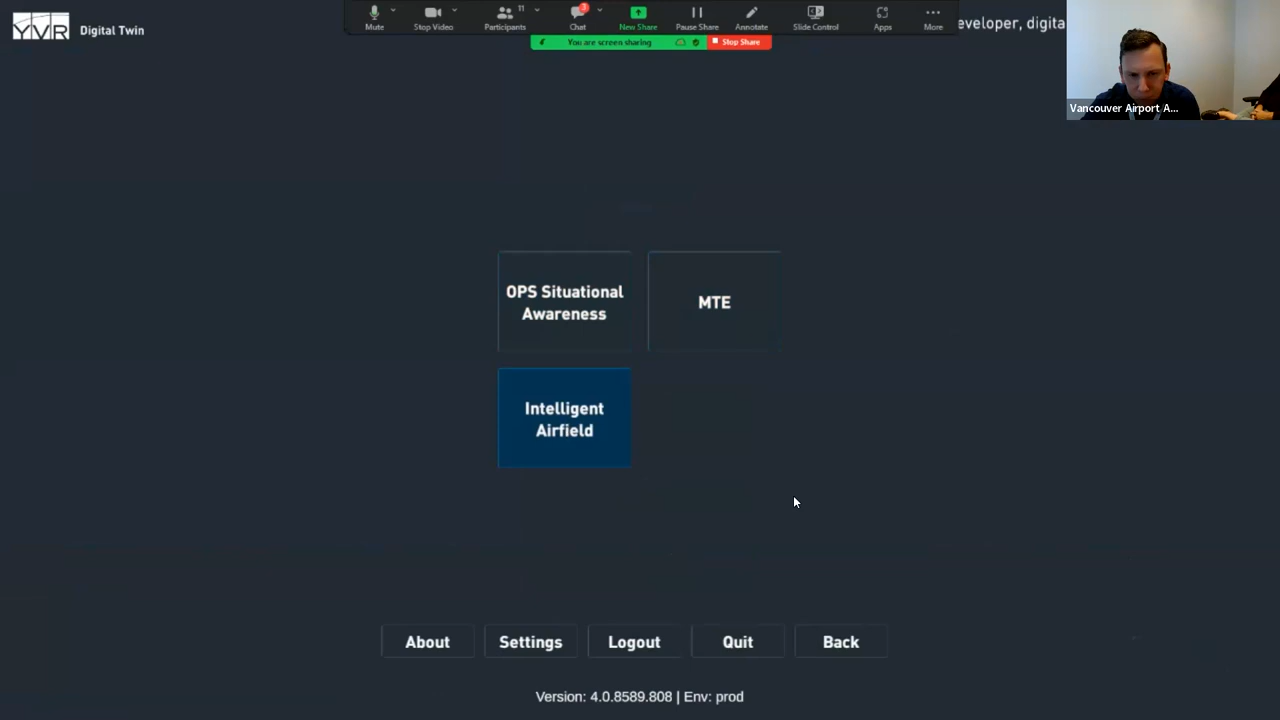 YVR Digital Twin
Mute
Stop Video
Participants 11
Chat 3
New Share
Pause Share
Annotate
Slide Control
Apps
More
eveloper, digita
You are screen sharing
Stop Share
Vancouver Airport A...
OPS Situational
Awareness
MTE
Intelligent
Airfield
About
Settings
Logout
Quit
Back
Version: 4.0.8589.808 | Env: prod